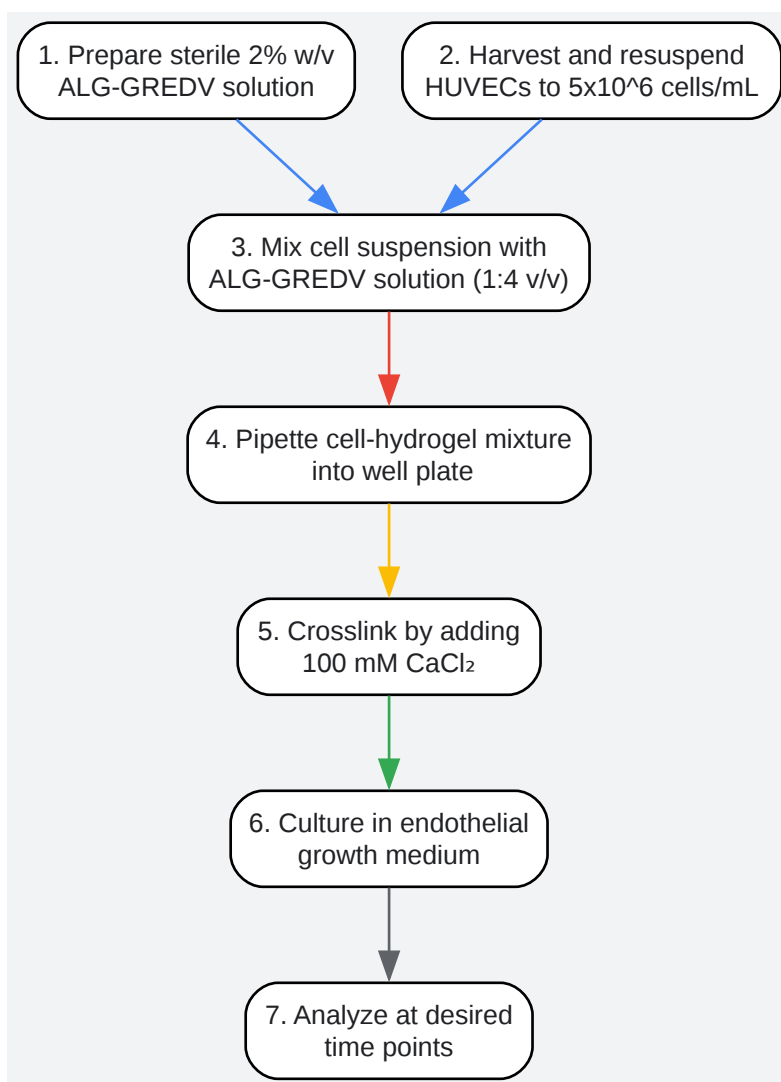 1. Prepare sterile 2% w/v
ALG-GREDV solution
2. Harvest and resuspend
HUVECs to 5x10^6 cells/mL
3. Mix cell suspension with
ALG-GREDV solution (1:4 v/v)
4. Pipette cell-hydrogel mixture
into well plate
5. Crosslink by adding
100 mM CaCl₂
6. Culture in endothelial
growth medium
7. Analyze at desired
time points